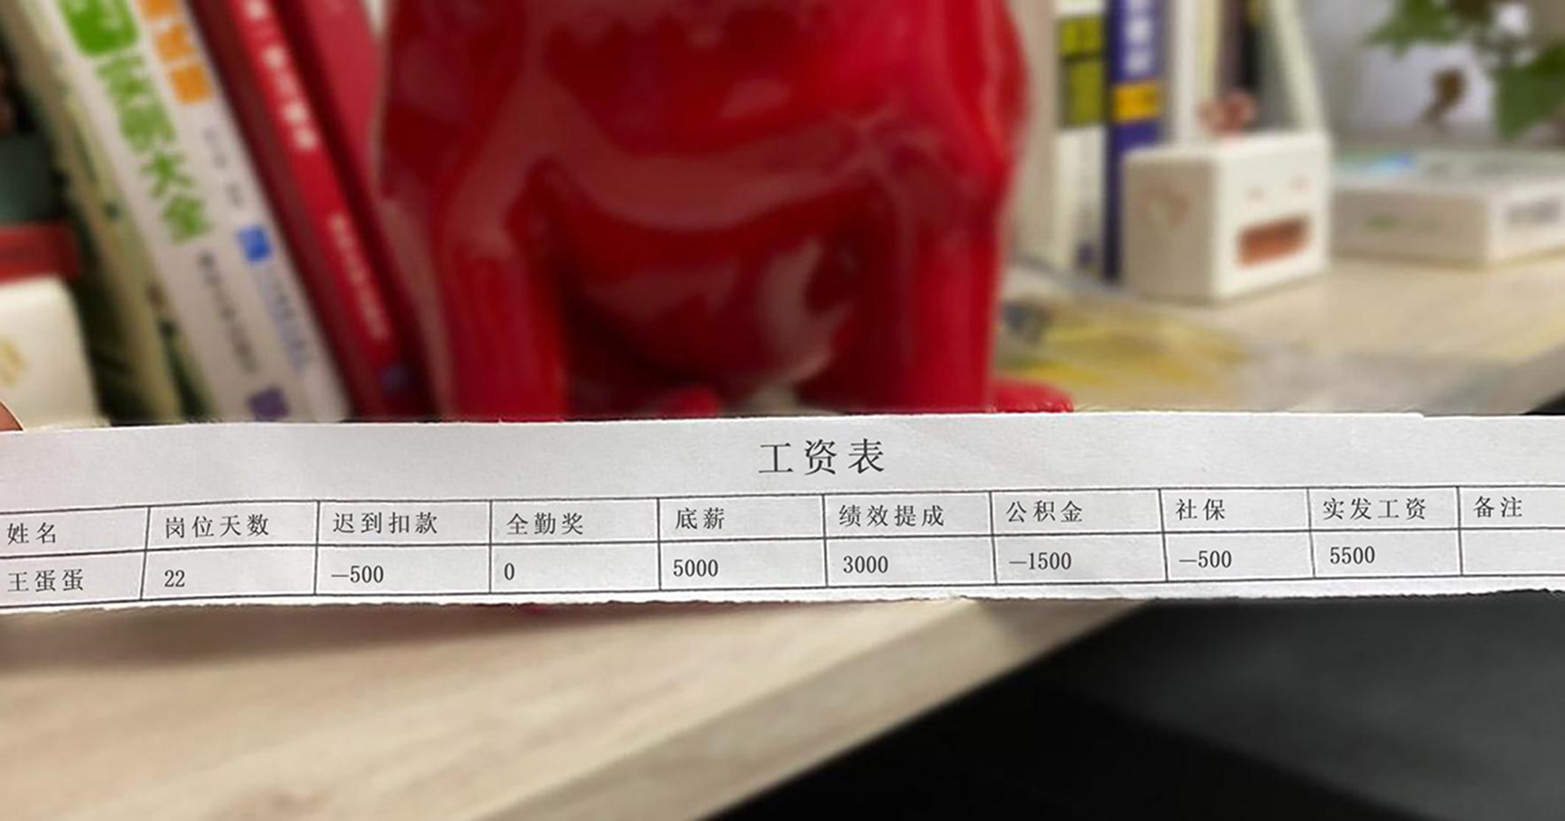 大全
工资表
姓名 岗位天数 迟到扣款 全勤奖 底薪 绩效提成 公积金 社保 实发工资 备注
王蛋蛋 22 —500 0 5000 3000 —1500 —500 5500